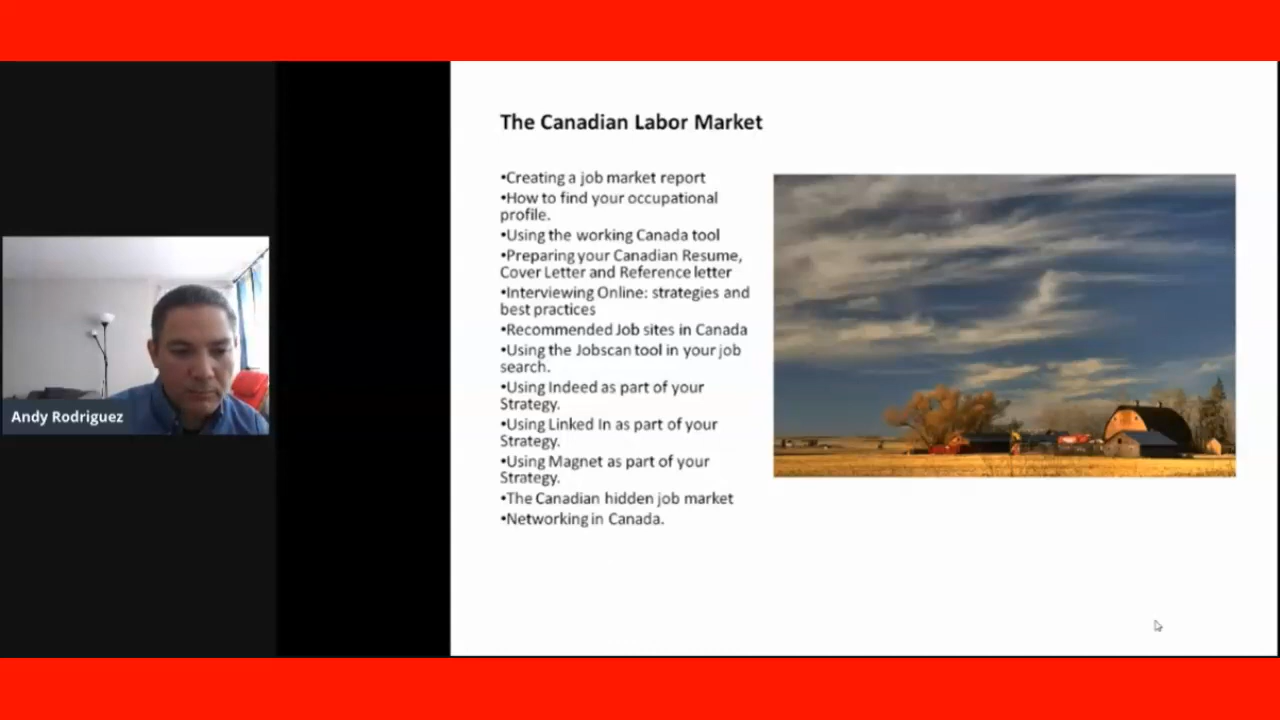 The Canadian Labor Market
•Creating a job market report
•How to find your occupational
profile.
•Using the working Canada tool
•Preparing your Canadian Resume,
Cover Letter and Reference letter
•Interviewing Online: strategies and
best practices
•Recommended Job sites in Canada
•Using the Jobscan tool in your job
search.
•Using Indeed as part of your
Strategy.
•Using Linked In as part of your
Strategy.
•Using Magnet as part of your
Strategy.
•The Canadian hidden job market
•Networking in Canada.
Andy Rodriguez